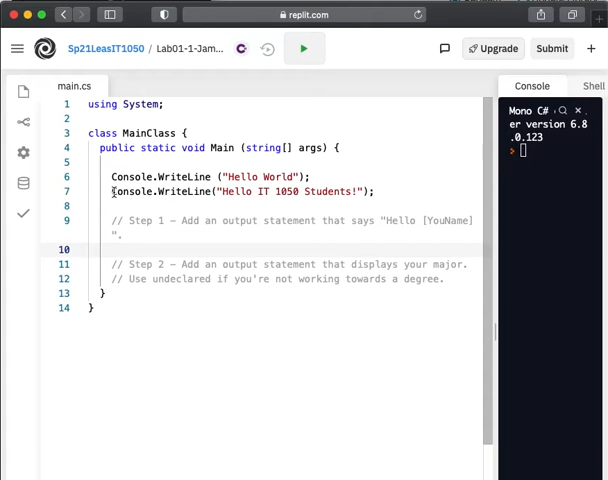 replit.com
Sp21LeasIT1050 / Lab01-1-Jam...
Upgrade
Submit
main.cs
Console
Shell
1 using System;
2
3 class MainClass {
4 public static void Main (string[] args) {
5
6 Console.WriteLine ("Hello World");
7 Console.WriteLine("Hello IT 1050 Students!");
8
9 // Step 1 - Add an output statement that says "Hello [YouName]
".
10
11 // Step 2 - Add an output statement that displays your major.
12 // Use undeclared if you're not working towards a degree.
13 }
14 }
Mono C#
er version 6.8
.0.123